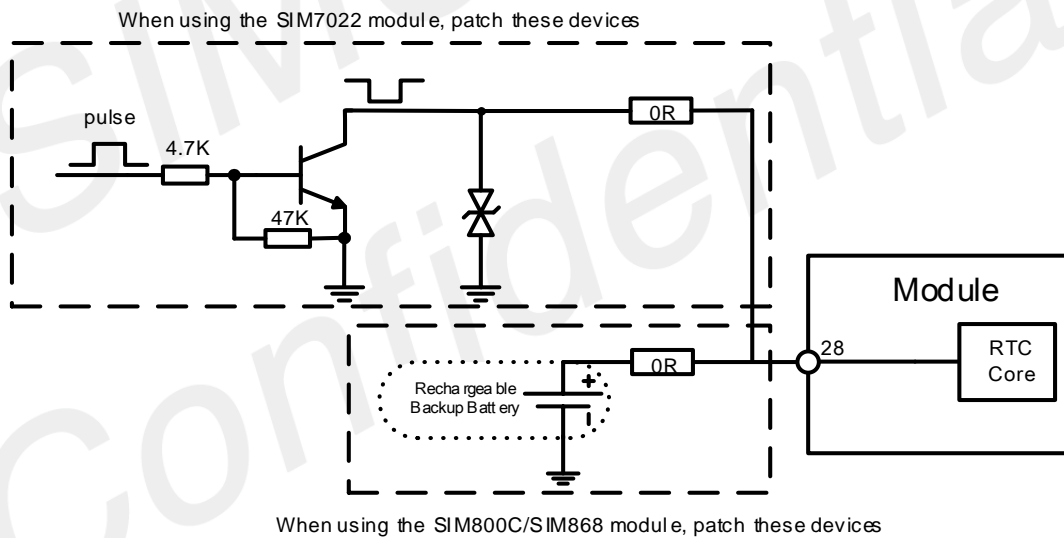 When using the SIM7022 module, patch these devices
pulse
4.7K
47K
0R
Module
28
RTC
Core
0R
+
-
Rechargeable
Backup Battery
When using the SIM800C/SIM868 module, patch these devices
Confidential